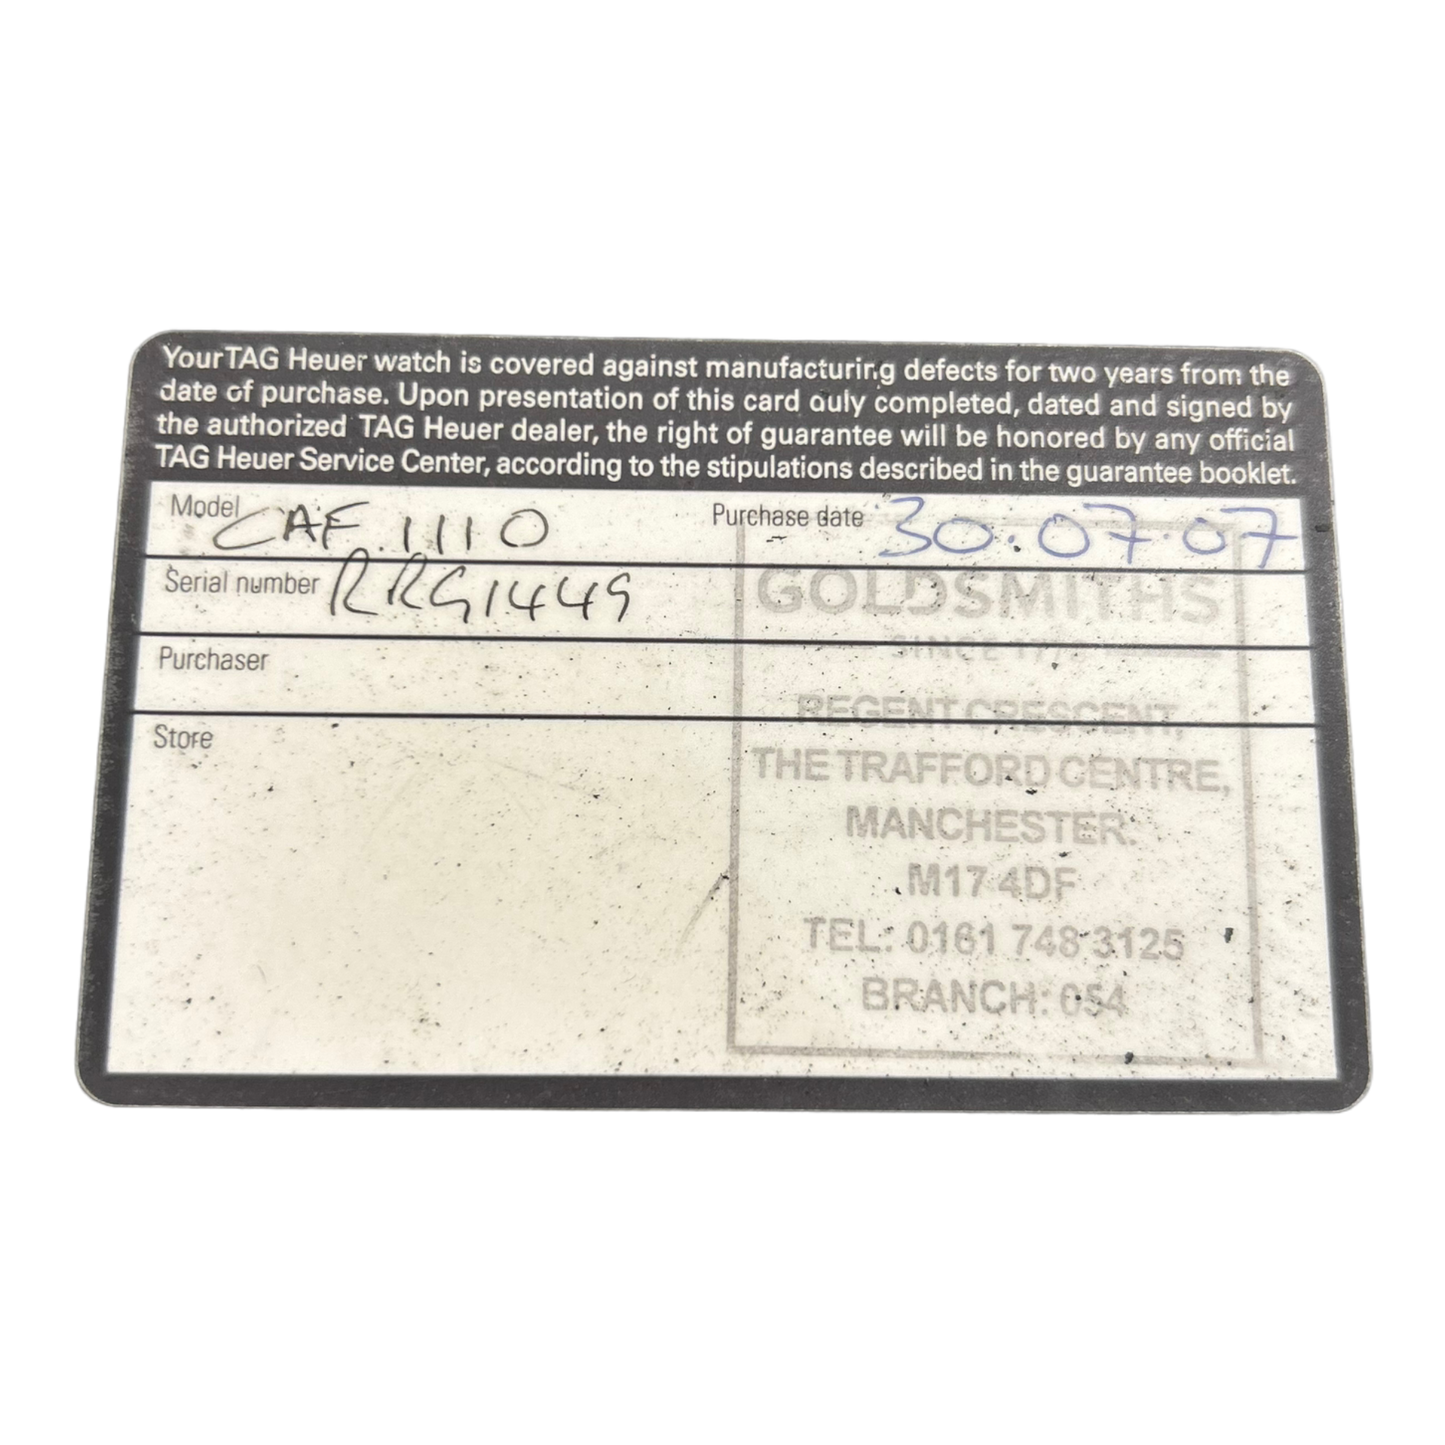 Your TAG Heuer watch is covered against manufacturing defects for two years from the
date of purchase. Upon presentation of this card duly completed, dated and signed by
the authorized TAG Heuer dealer, the right of guarantee will be honored by any official
TAG Heuer Service Center, according to the stipulations described in the guarantee booklet.
Model CAF.1110 Purchase date 30.07.07
Serial number RRG1449
Purchaser
Store
GOLDSMITHS
SINCE
REGENT CRESCENT,
THE TRAFFORD CENTRE,
MANCHESTER.
M17 4DF
TEL: 0161 748 3125
BRANCH: 054